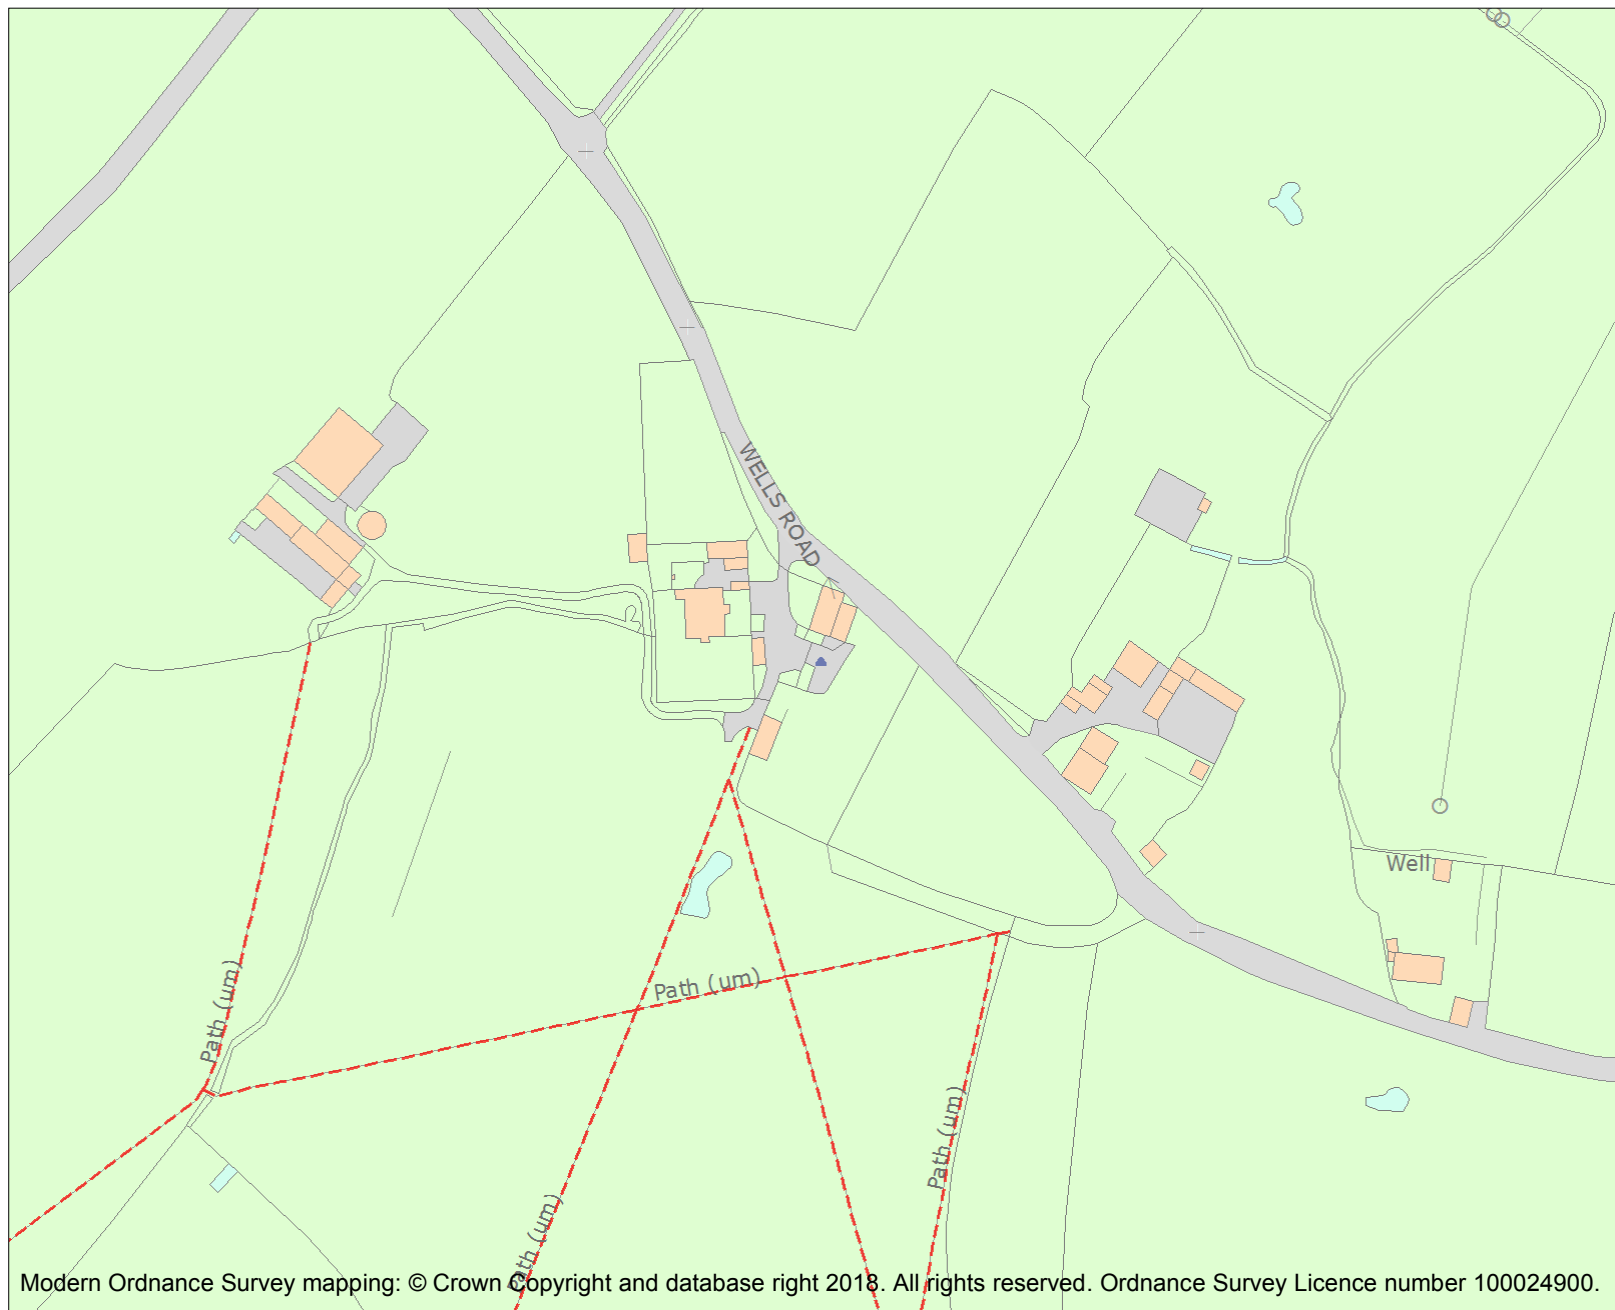 WELLS ROAD
Well
Path (um)
Path (um)
Path (um)
Path (um)
Modern Ordnance Survey mapping: © Crown Copyright and database right 2018. All rights reserved. Ordnance Survey Licence number 100024900.